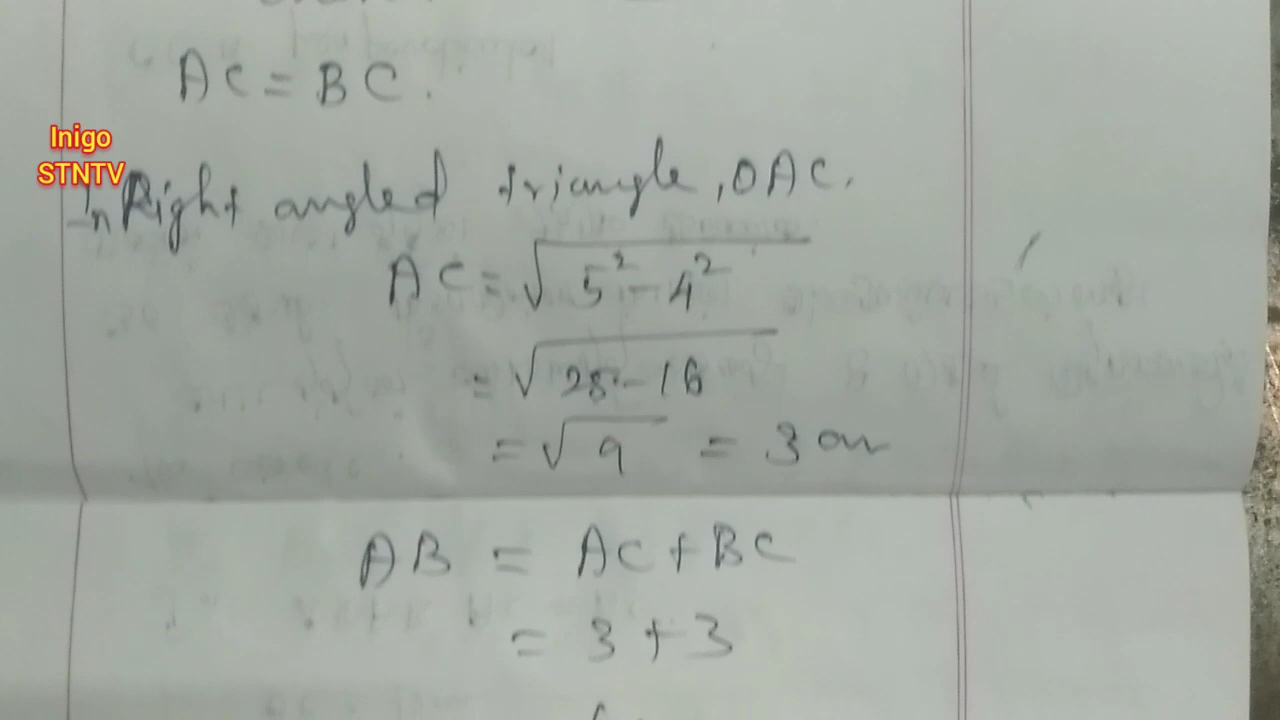 AC = BC.
Inigo
STNTV
In Right angled triangle, OAC.
AC = √5² - 4²
= √25 - 16
= √9 = 3 cm
AB = AC + BC
= 3 + 3